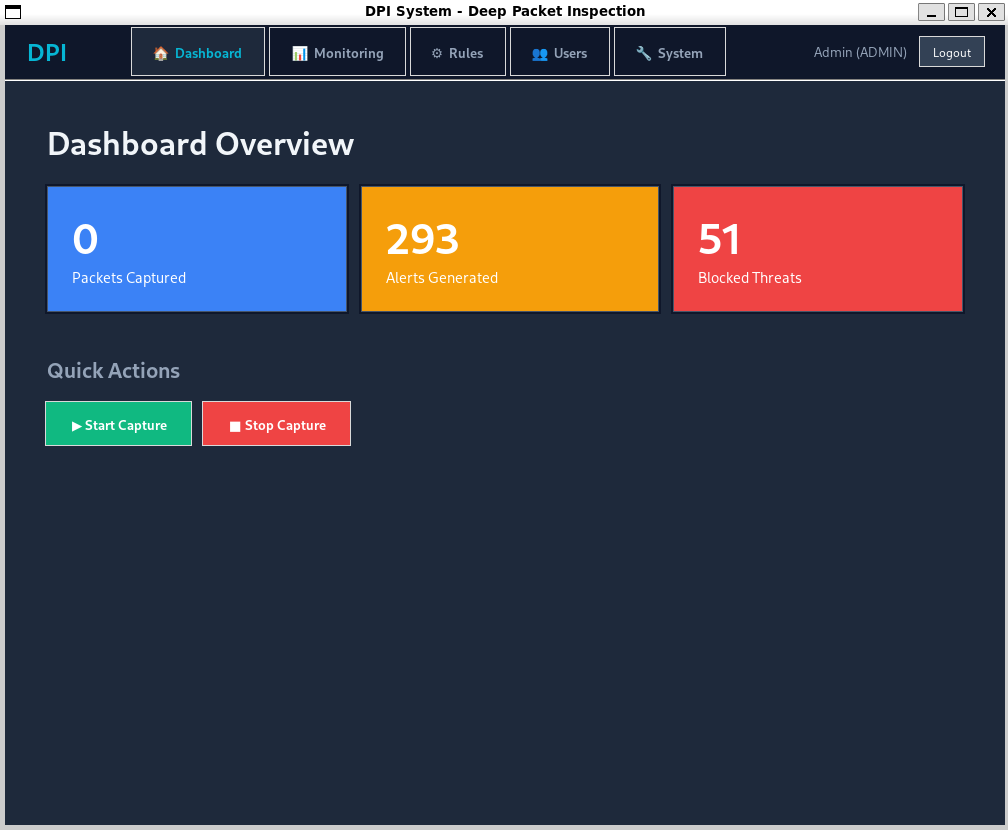 DPI System - Deep Packet Inspection
DPI
Dashboard
Monitoring
Rules
Users
System
Admin (ADMIN)
Logout
Dashboard Overview
0
Packets Captured
293
Alerts Generated
51
Blocked Threats
Quick Actions
▶ Start Capture
■ Stop Capture